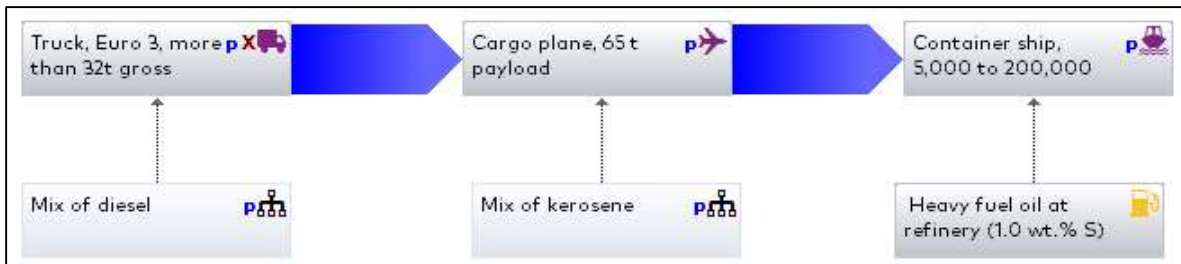 Truck, Euro 3, more p X
than 32t gross
Cargo plane, 65 t p
payload
Container ship, p
5,000 to 200,000
Mix of diesel p
Mix of kerosene p
Heavy fuel oil at
refinery (1.0 wt.% S)